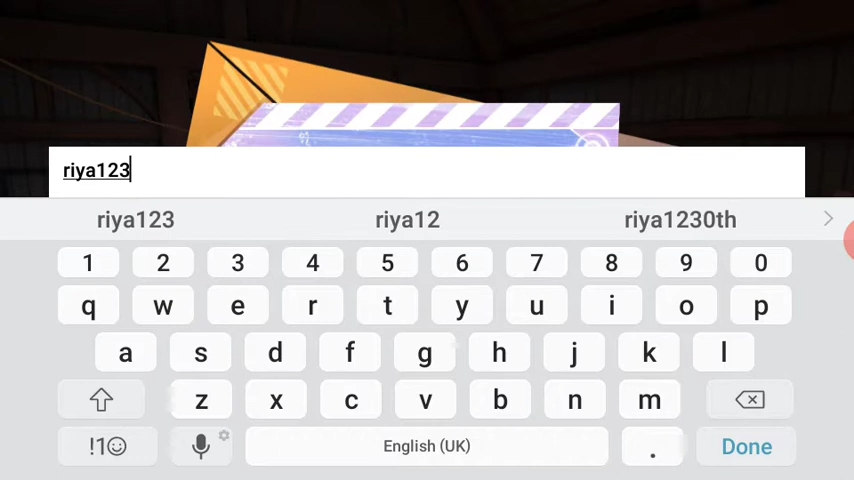 riya123
riya123 riya12 riya1230th
1 2 3 4 5 6 7 8 9 0
q w e r t y u i o p
a s d f g h j k l
z x c v b n m
!1☺ English (UK) . Done